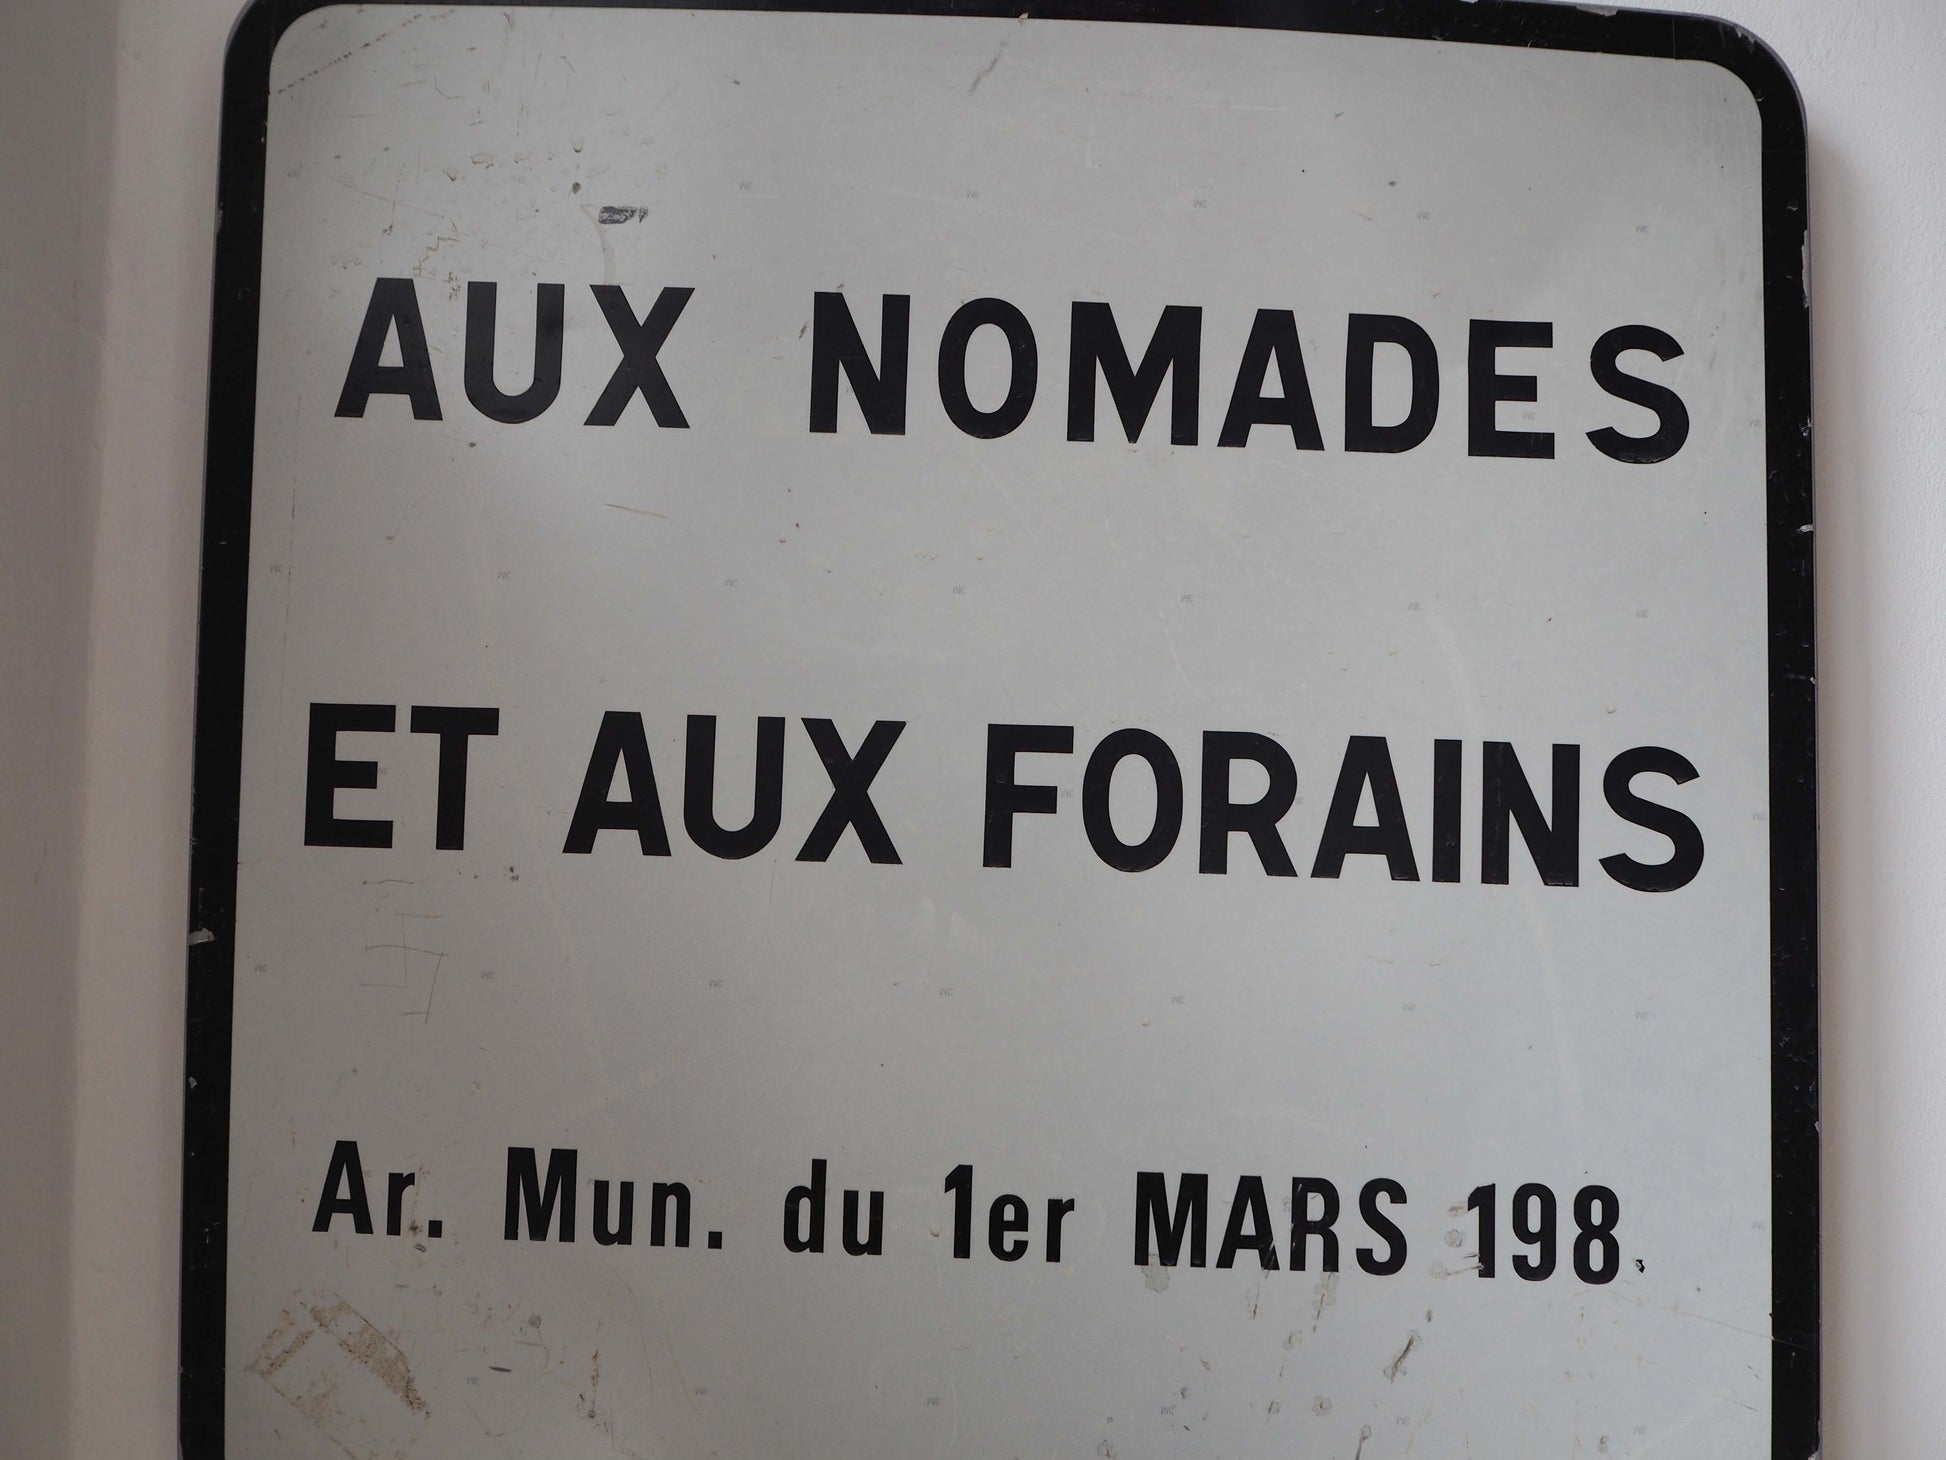 AUX NOMADES
ET AUX FORAINS
Ar. Mun. du 1er MARS 198